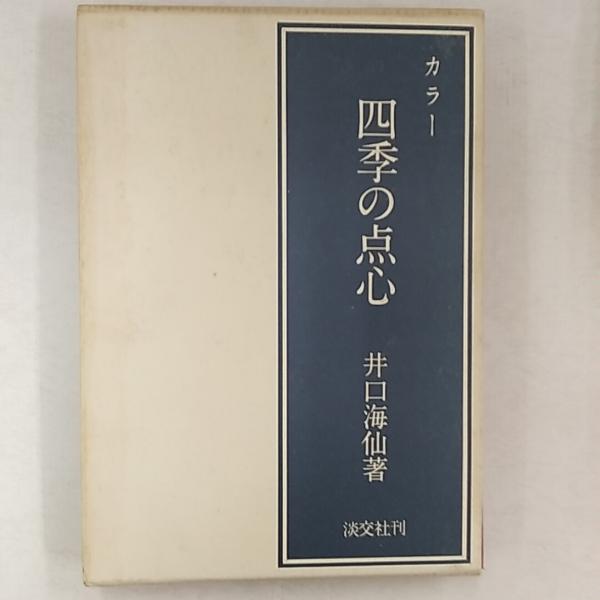 カラー
四季の点心
井口海仙著
淡交社刊